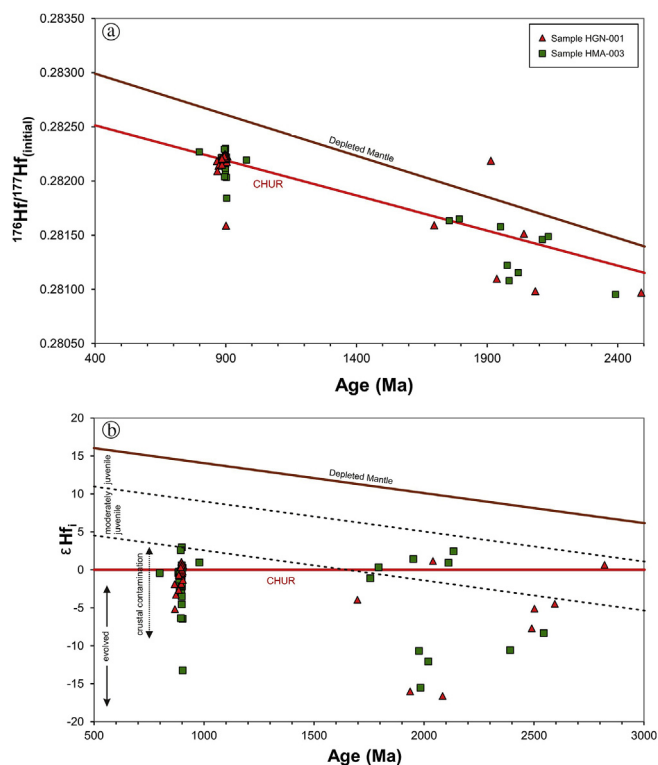 0.28350
a
Sample HGN-001
Sample HMA-003
0.28300
0.28250
Depleted Mantle
0.28200
CHUR
0.28150
0.28100
0.28050
176Hf/177Hf(initial)
400
900
1400
1900
2400
Age (Ma)
20
b
15
Depleted Mantle
10
moderately juvenile
juvenile
5
0
CHUR
crustal contamination
-5
evolved
-10
-15
-20
εHfi
500
1000
1500
2000
2500
3000
Age (Ma)